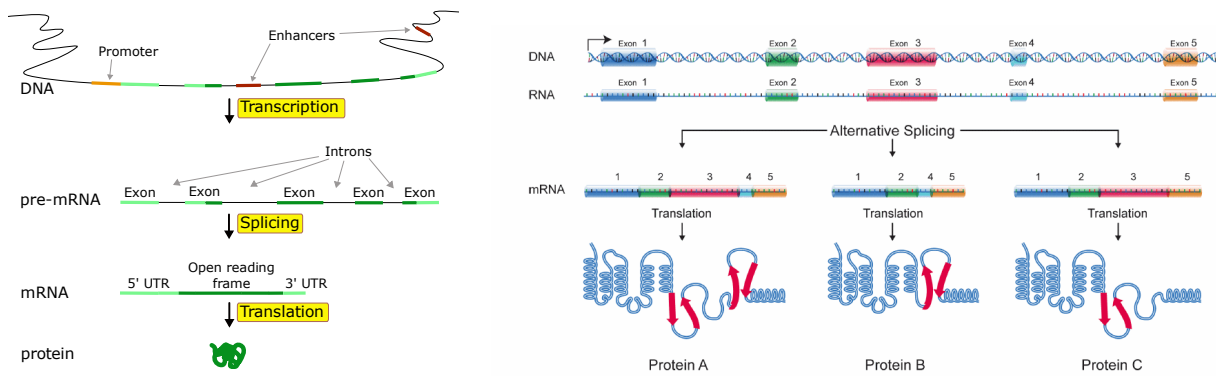 Promoter
Enhancers
DNA
Transcription
Introns
Exon Exon Exon Exon Exon
pre-mRNA
Splicing
5' UTR Open reading frame 3' UTR
mRNA
Translation
protein
Exon 1 Exon 2 Exon 3 Exon 4 Exon 5
DNA
Exon 1 Exon 2 Exon 3 Exon 4 Exon 5
RNA
Alternative Splicing
1 2 3 4 5 1 2 4 5 1 2 3 5
mRNA
Translation Translation Translation
Protein A Protein B Protein C